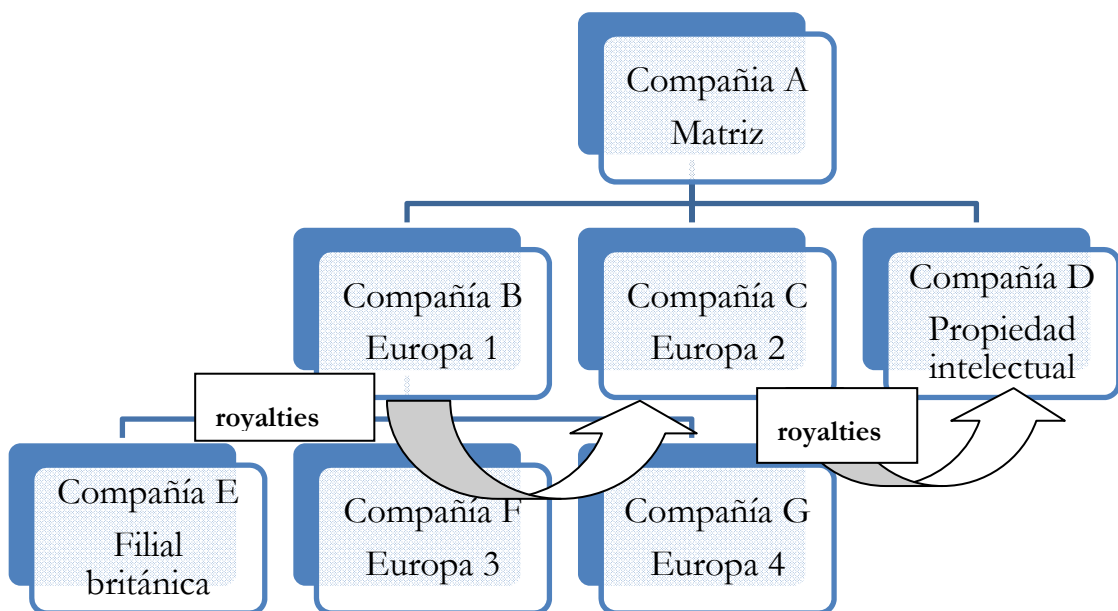 Compañia A
Matriz
Compañía B
Europa 1
Compañía C
Europa 2
Compañía D
Propiedad
intelectual
royalties
royalties
Compañía E
Filial
británica
Compañía F
Europa 3
Compañía G
Europa 4